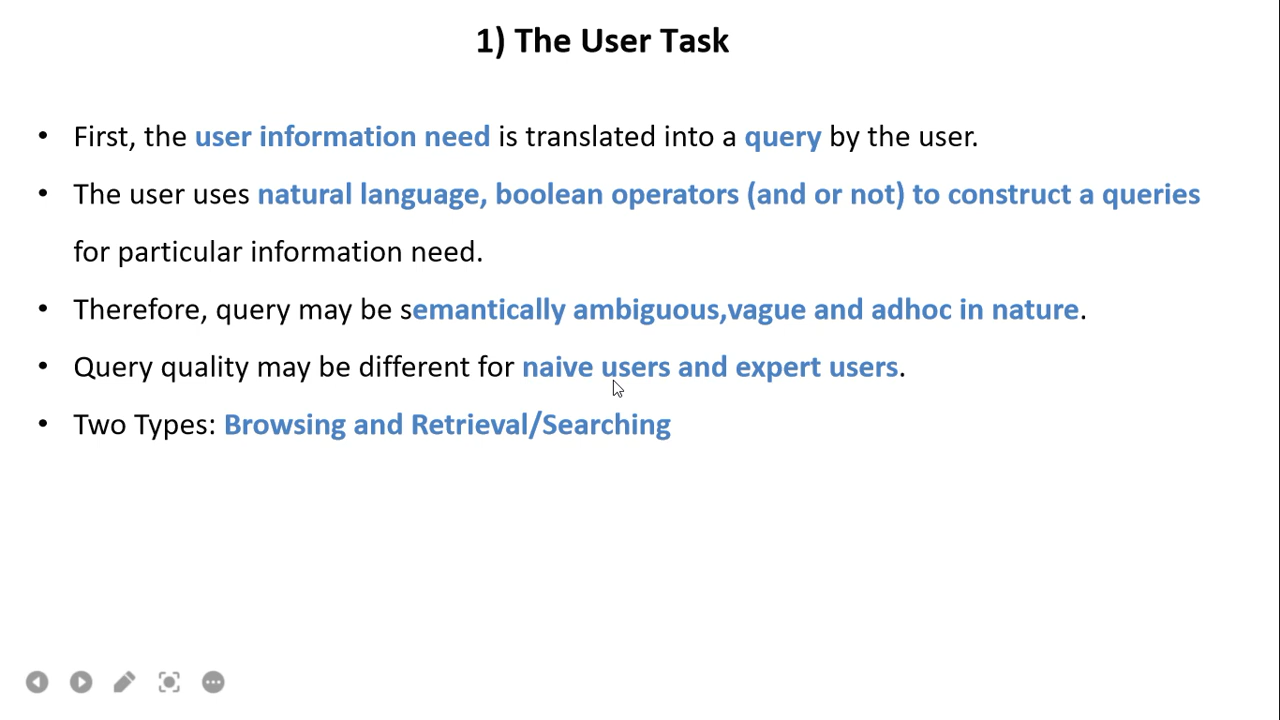 1) The User Task
• First, the user information need is translated into a query by the user.
• The user uses natural language, boolean operators (and or not) to construct a queries
for particular information need.
• Therefore, query may be semantically ambiguous,vague and adhoc in nature.
• Query quality may be different for naive users and expert users.
• Two Types: Browsing and Retrieval/Searching